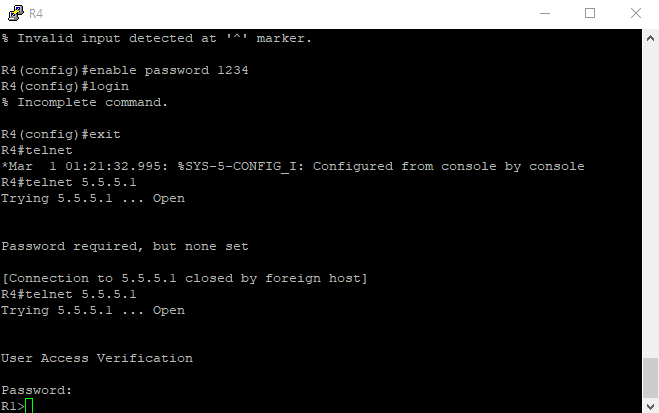 R4
% Invalid input detected at '^' marker.
R4(config)#enable password 1234
R4(config)#login
% Incomplete command.
R4(config)#exit
R4#telnet
*Mar  1 01:21:32.995: %SYS-5-CONFIG_I: Configured from console by console
R4#telnet 5.5.5.1
Trying 5.5.5.1 ... Open
Password required, but none set
[Connection to 5.5.5.1 closed by foreign host]
R4#telnet 5.5.5.1
Trying 5.5.5.1 ... Open
User Access Verification
Password:
R1>